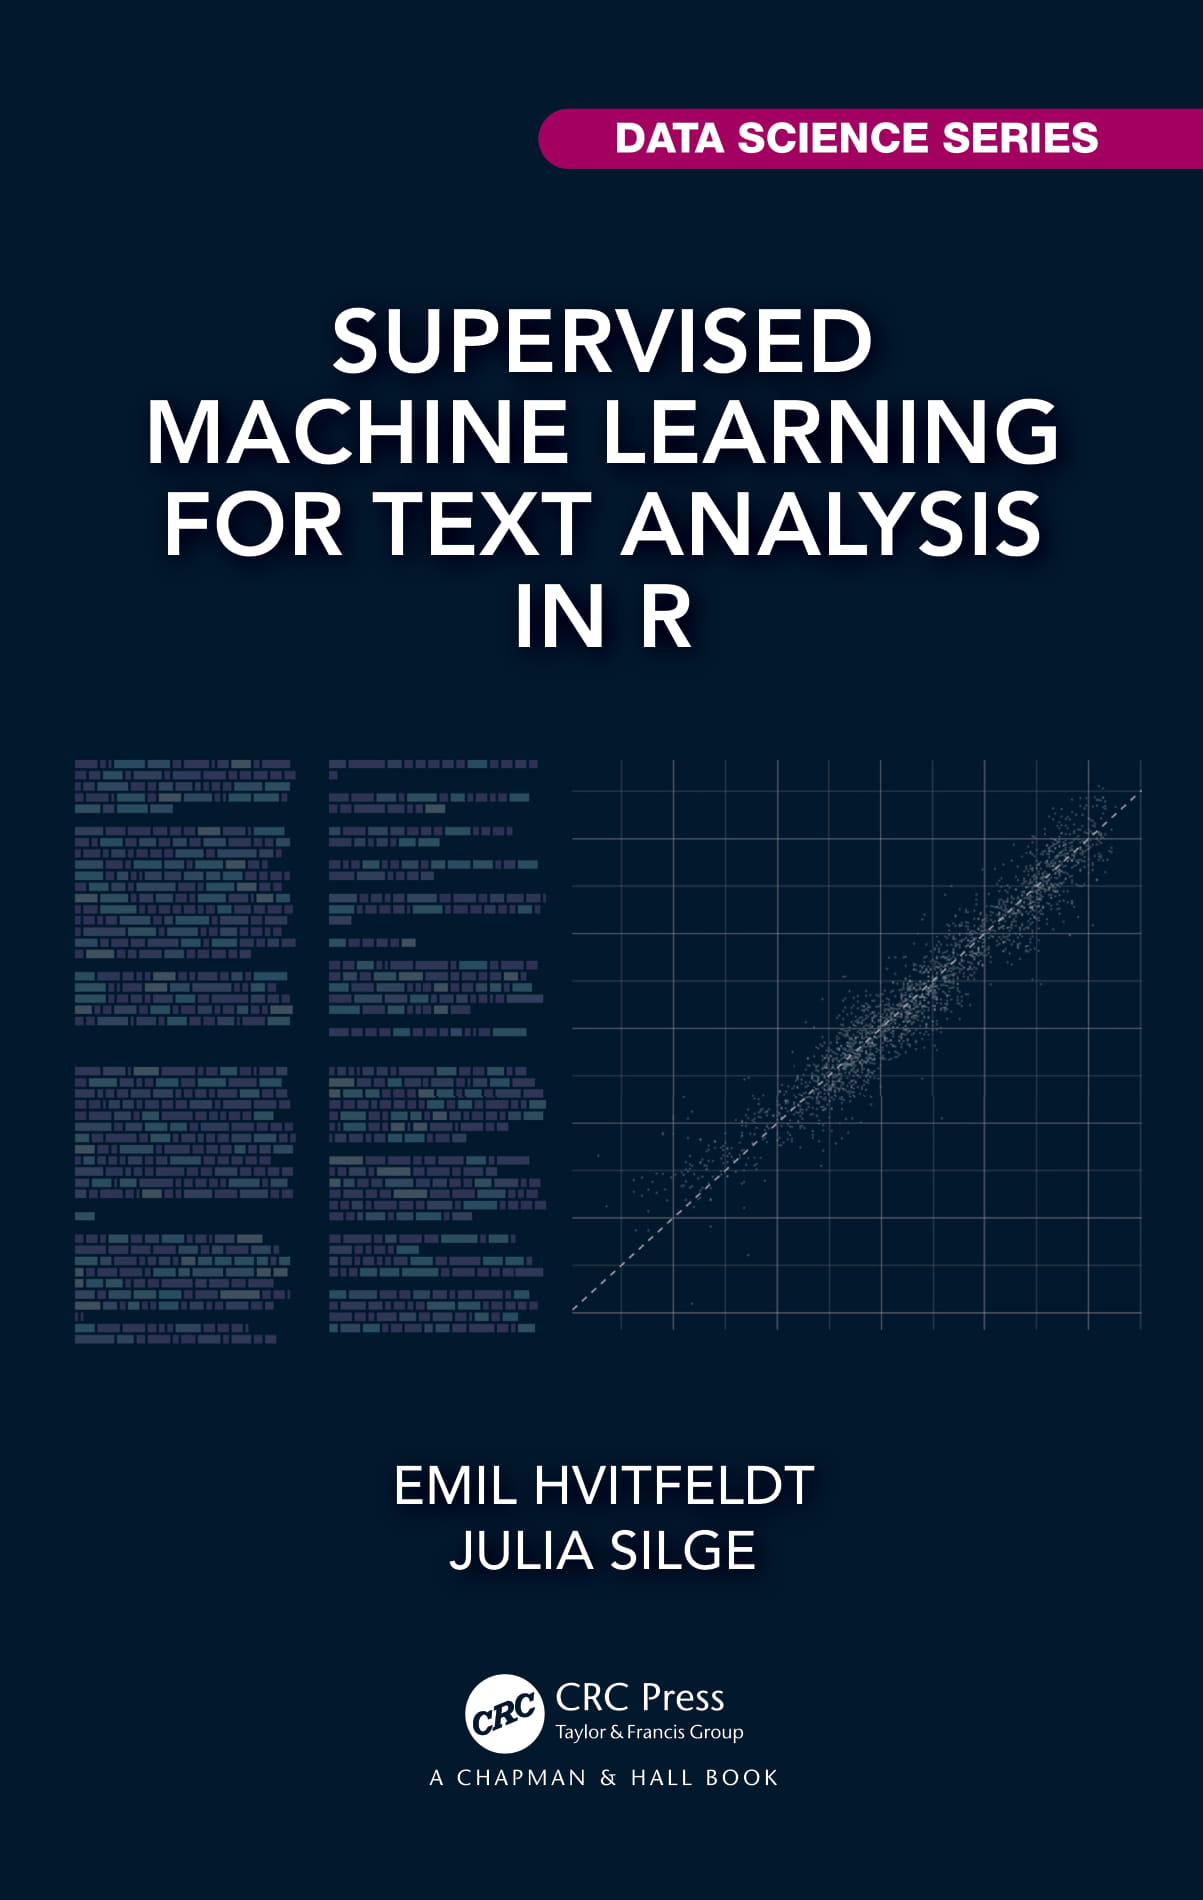 DATA SCIENCE SERIES
SUPERVISED
MACHINE LEARNING
FOR TEXT ANALYSIS
IN R
EMIL HVITFELDT
JULIA SILGE
CRC
CRC Press
Taylor & Francis Group
A CHAPMAN & HALL BOOK